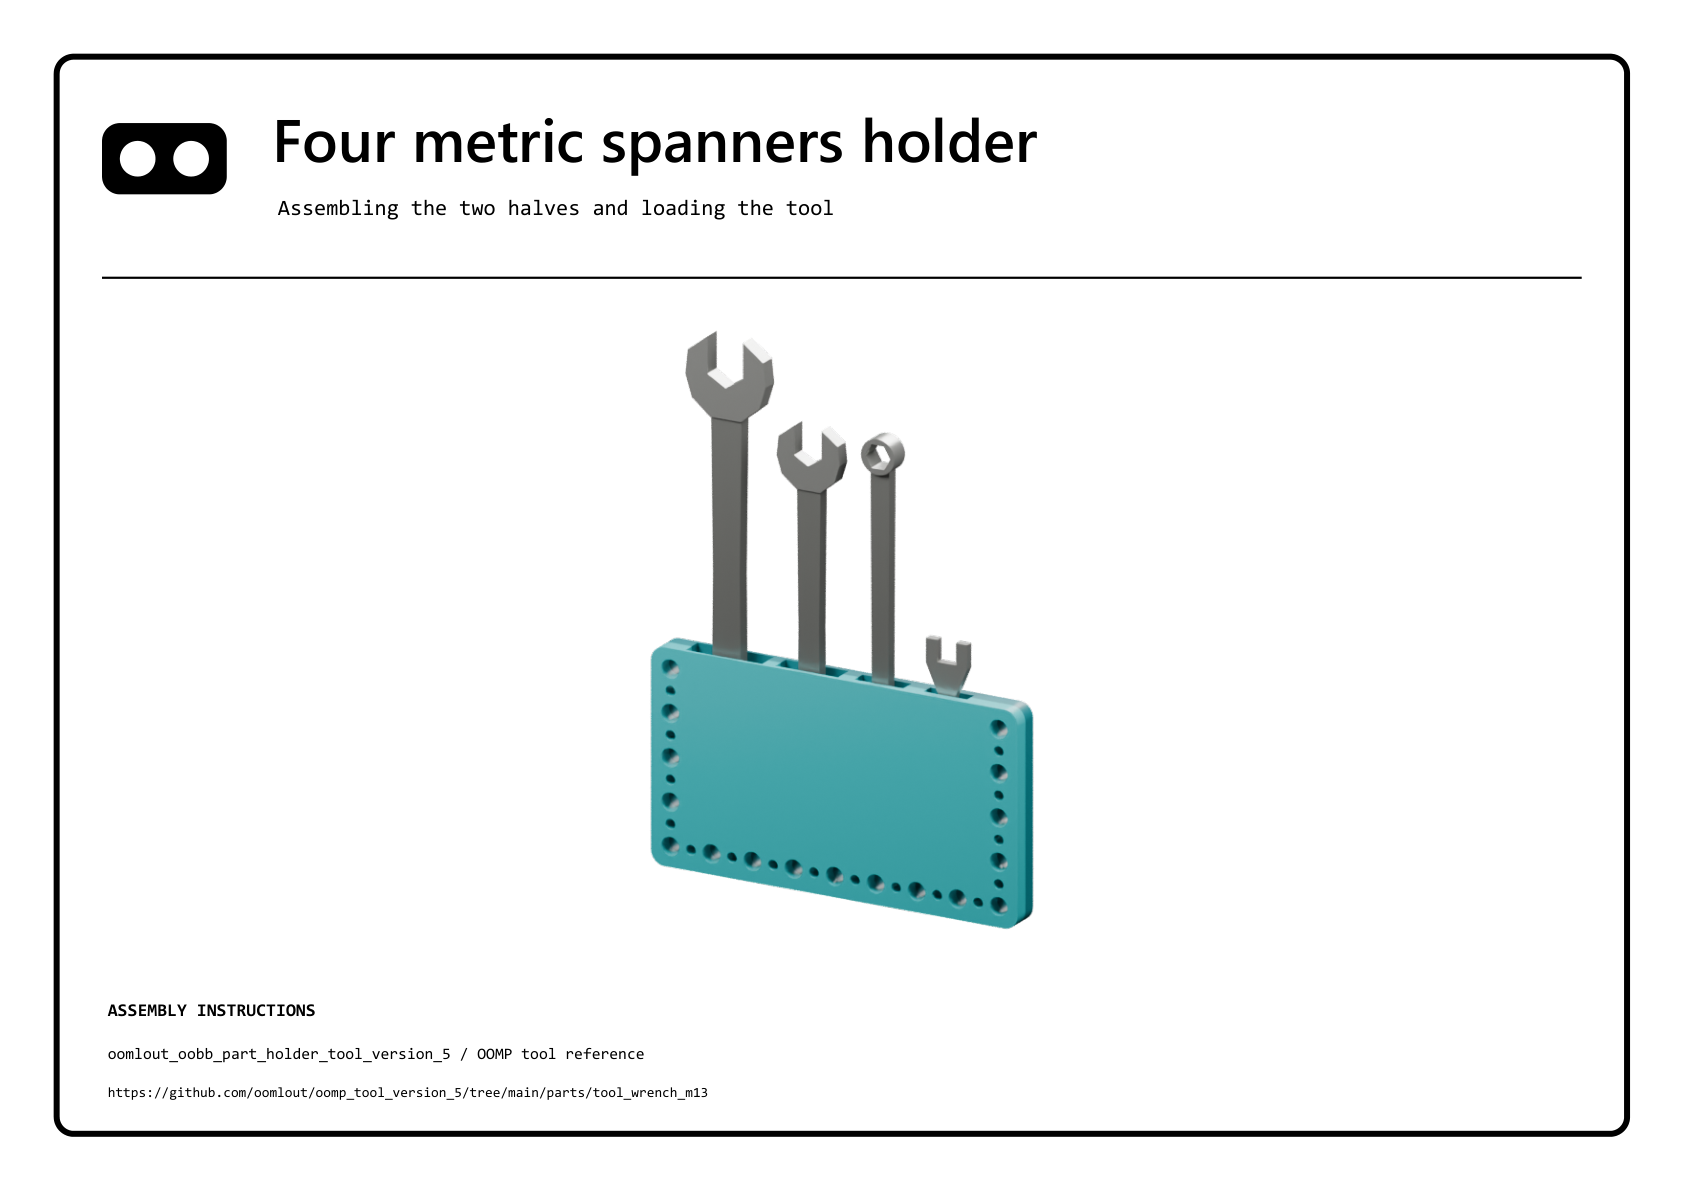 Four metric spanners holder
Assembling the two halves and loading the tool
ASSEMBLY INSTRUCTIONS
oomlout_oobb_part_holder_tool_version_5 / OOMP tool reference
https://github.com/oomlout/oomp_tool_version_5/tree/main/parts/tool_wrench_m13